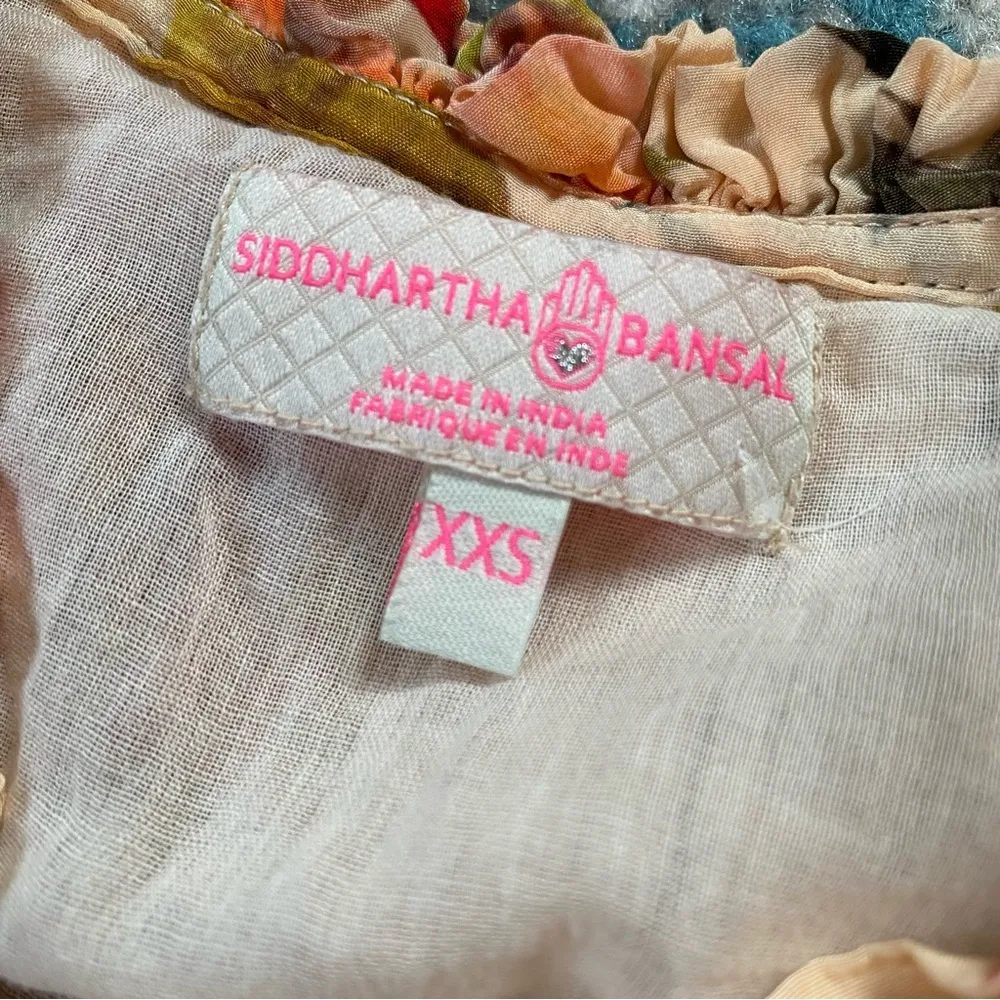 SIDDHARTHA BANSAL
MADE IN INDIA
FABRIQUE EN INDE
XXS